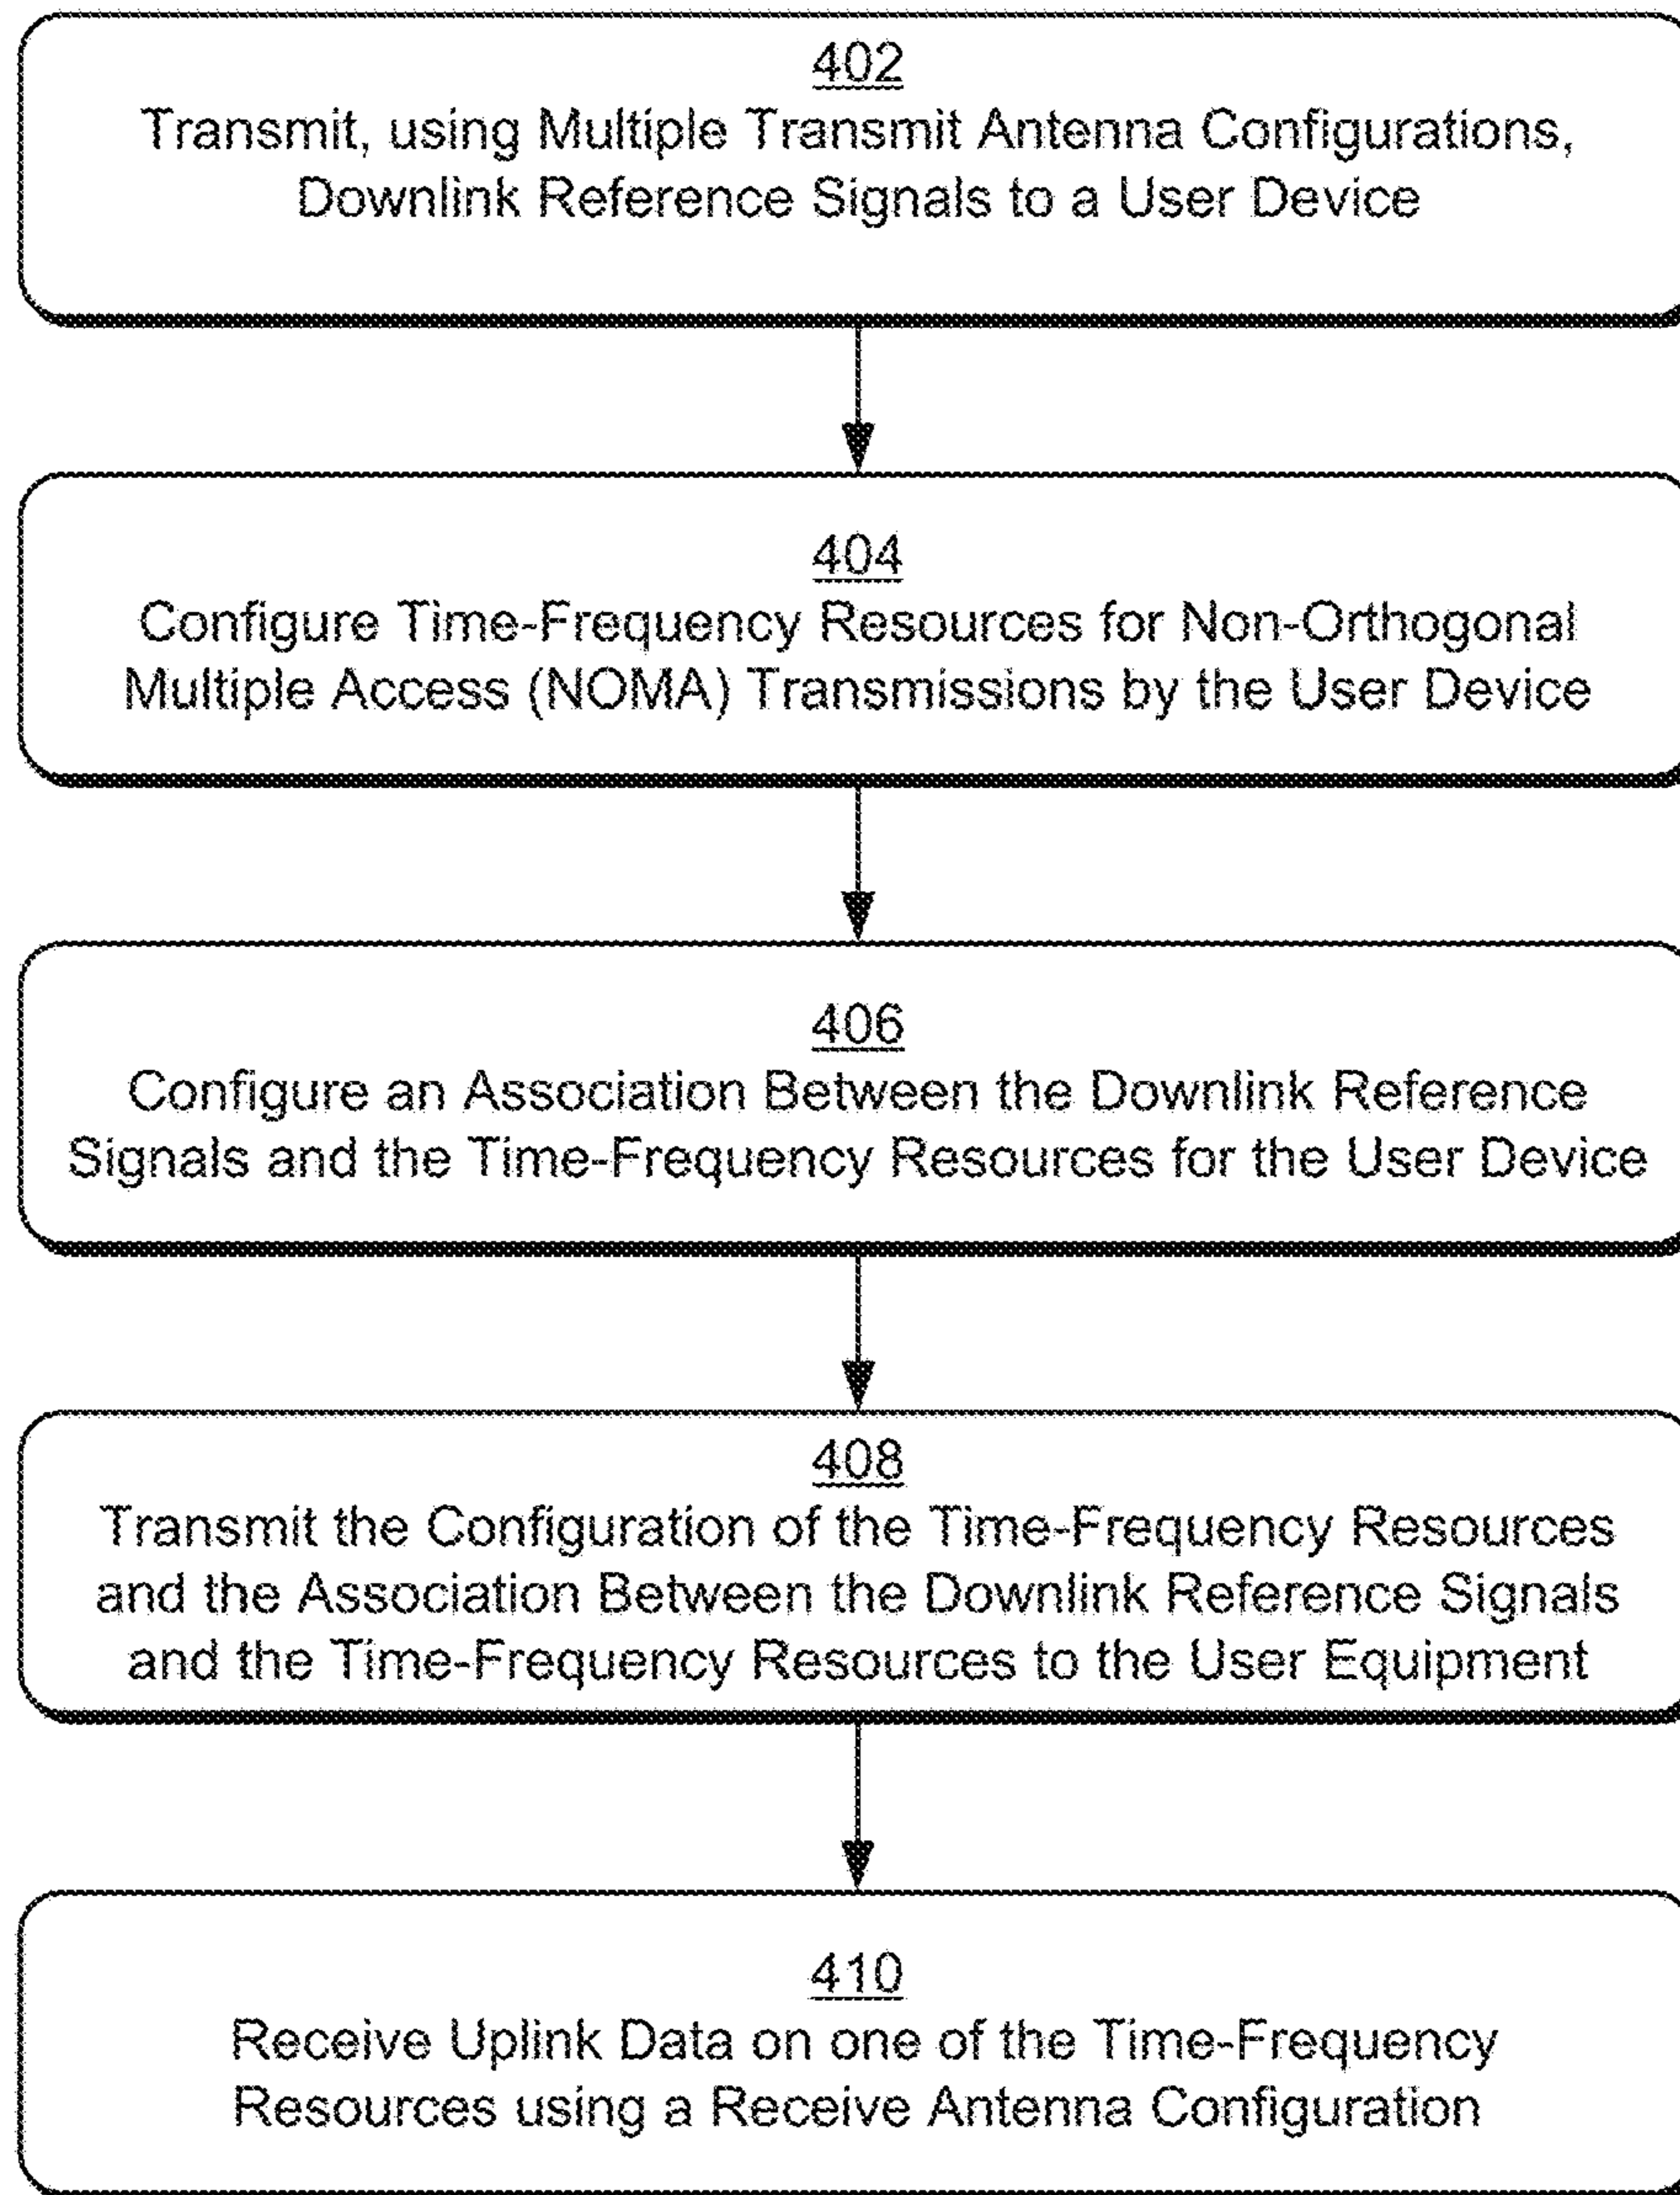 402
Transmit, using Multiple Transmit Antenna Configurations,
Downlink Reference Signals to a User Device
404
Configure Time-Frequency Resources for Non-Orthogonal
Multiple Access (NOMA) Transmissions by the User Device
406
Configure an Association Between the Downlink Reference
Signals and the Time-Frequency Resources for the User Device
408
Transmit the Configuration of the Time-Frequency Resources
and the Association Between the Downlink Reference Signals
and the Time-Frequency Resources to the User Equipment
410
Receive Uplink Data on one of the Time-Frequency
Resources using a Receive Antenna Configuration